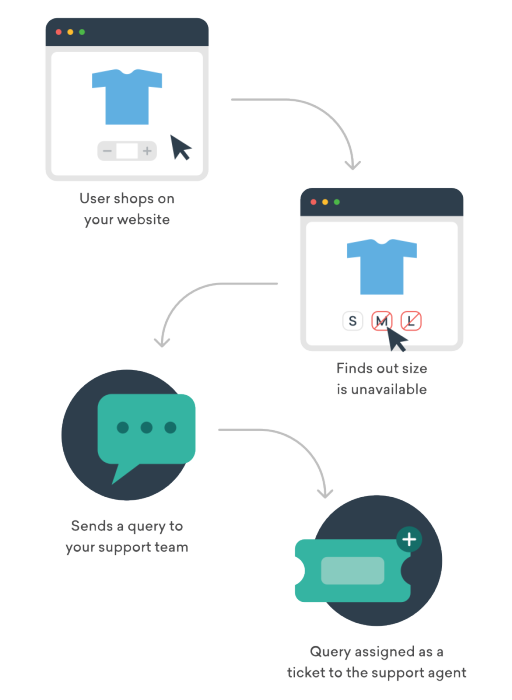 User shops on
your website
S M L
Finds out size
is unavailable
Sends a query to
your support team
Query assigned as a
ticket to the support agent